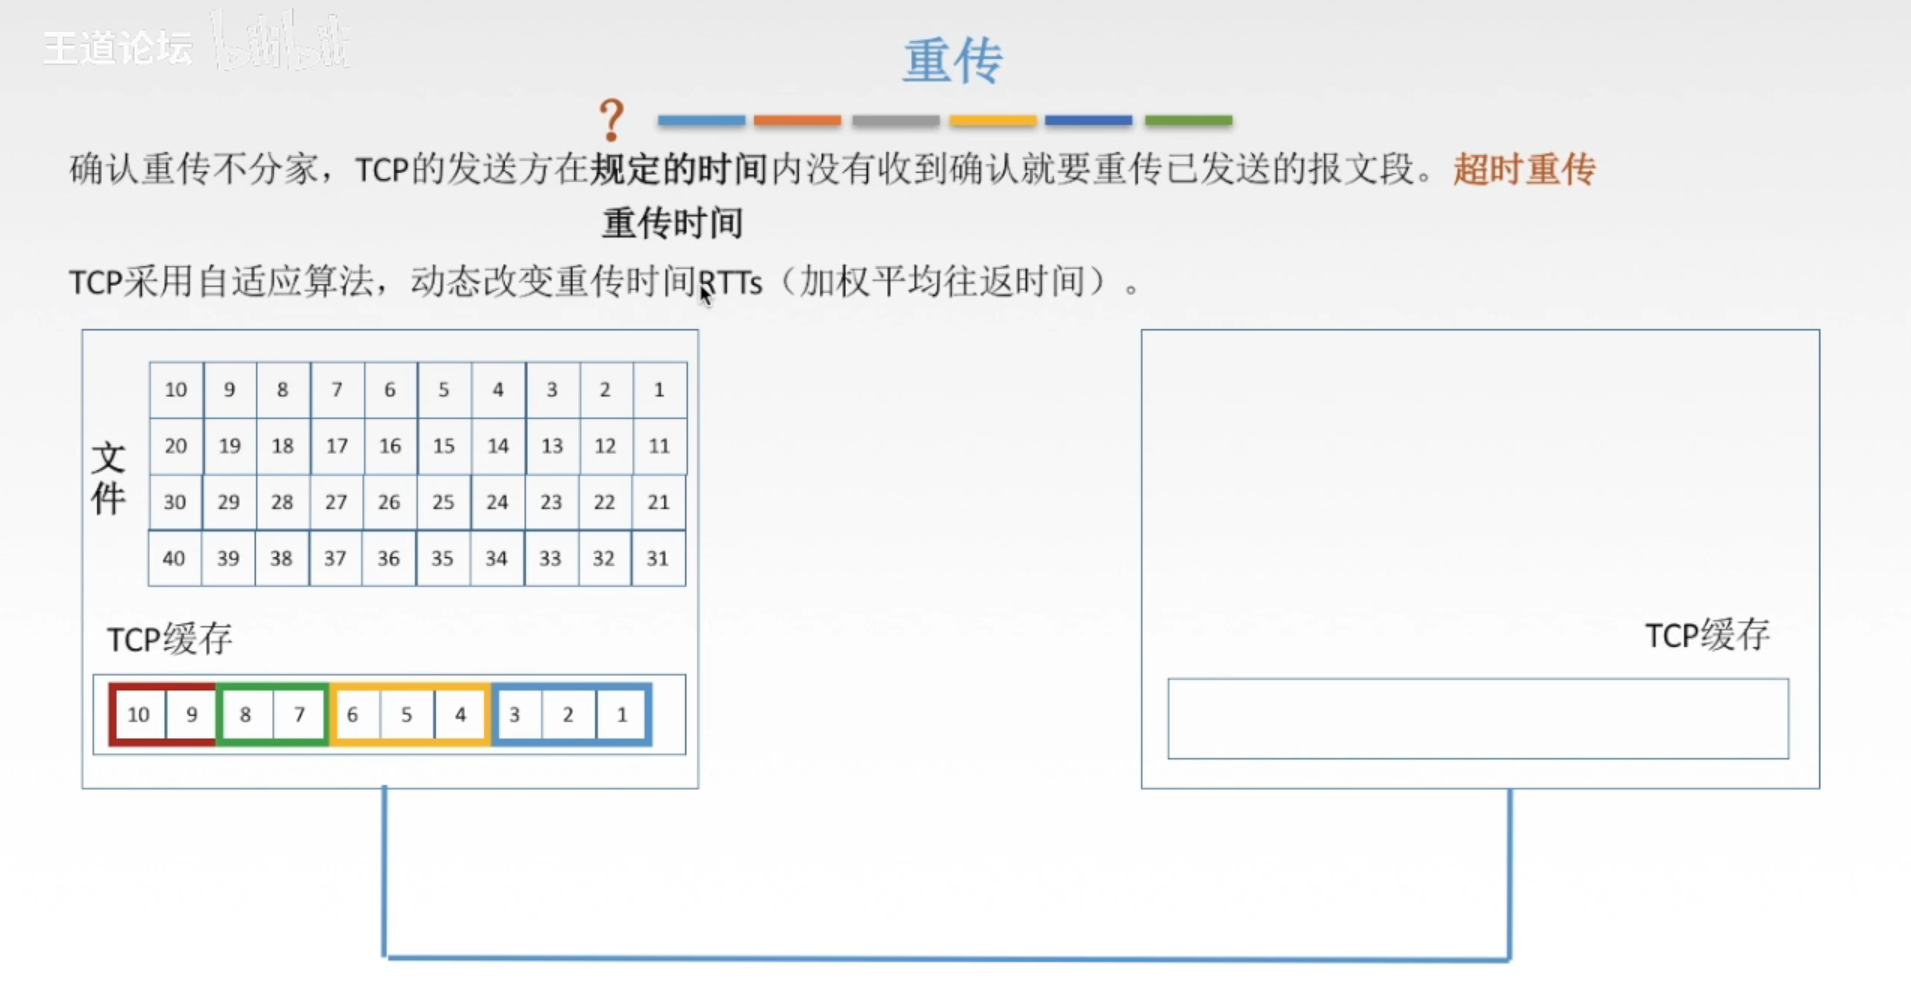 王道论坛 bilibili
重传
?
确认重传不分家，TCP的发送方在规定的时间内没有收到确认就要重传已发送的报文段。超时重传
重传时间
TCP采用自适应算法，动态改变重传时间RTTs（加权平均往返时间）。
文件
10 9 8 7 6 5 4 3 2 1
20 19 18 17 16 15 14 13 12 11
30 29 28 27 26 25 24 23 22 21
40 39 38 37 36 35 34 33 32 31
TCP缓存
10 9 8 7 6 5 4 3 2 1
TCP缓存